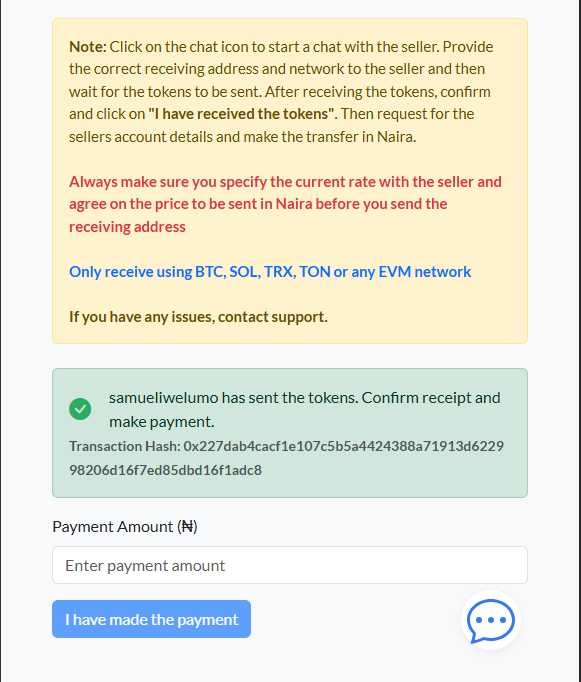 Note: Click on the chat icon to start a chat with the seller. Provide
the correct receiving address and network to the seller and then
wait for the tokens to be sent. After receiving the tokens, confirm
and click on "I have received the tokens". Then request for the
sellers account details and make the transfer in Naira.
Always make sure you specify the current rate with the seller and
agree on the price to be sent in Naira before you send the
receiving address
Only receive using BTC, SOL, TRX, TON or any EVM network
If you have any issues, contact support.
samueliwelumo has sent the tokens. Confirm receipt and
make payment.
Transaction Hash: 0x227dab4cacf1e107c5b5a4424388a71913d6229
98206d16f7ed85dbd16f1adc8
Payment Amount (₦)
Enter payment amount
I have made the payment